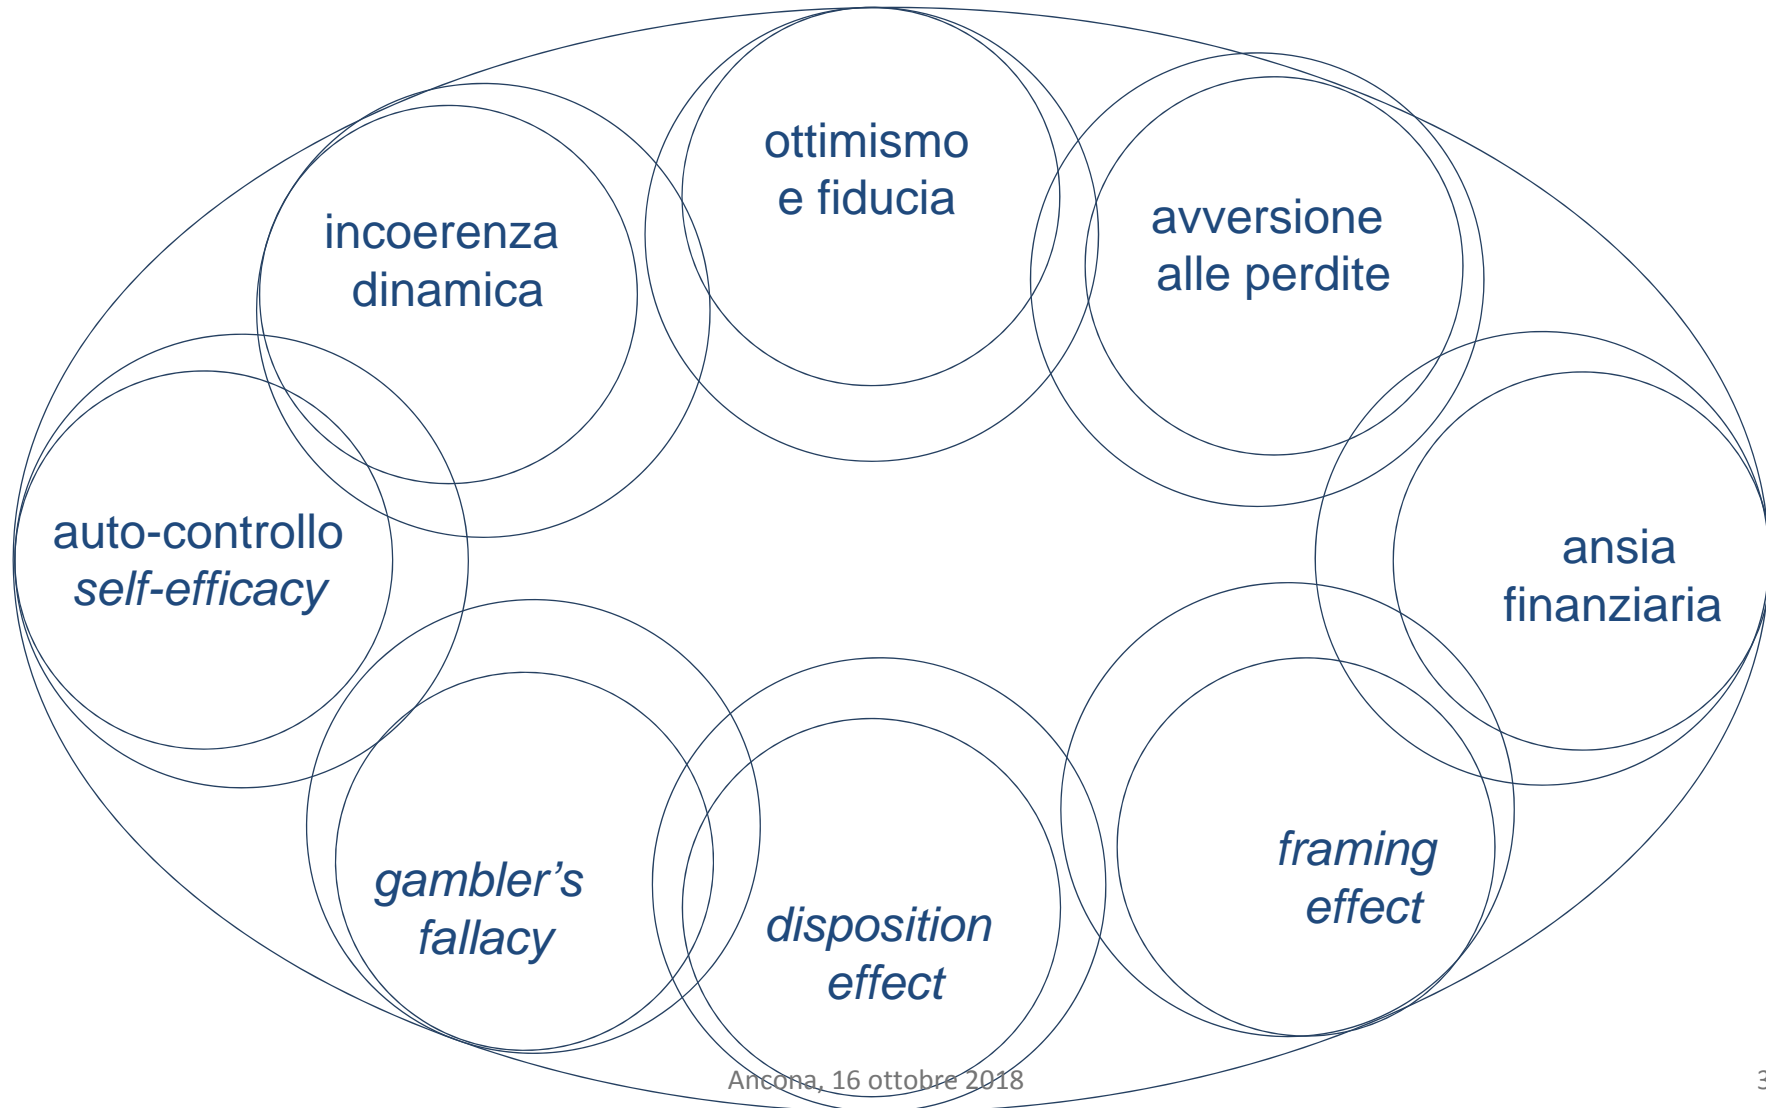 ottimismo
e fiducia
incoerenza
dinamica
avversione
alle perdite
auto-controllo
self-efficacy
ansia
finanziaria
gambler’s
fallacy
disposition
effect
framing
effect
Ancona, 16 ottobre 2018
3